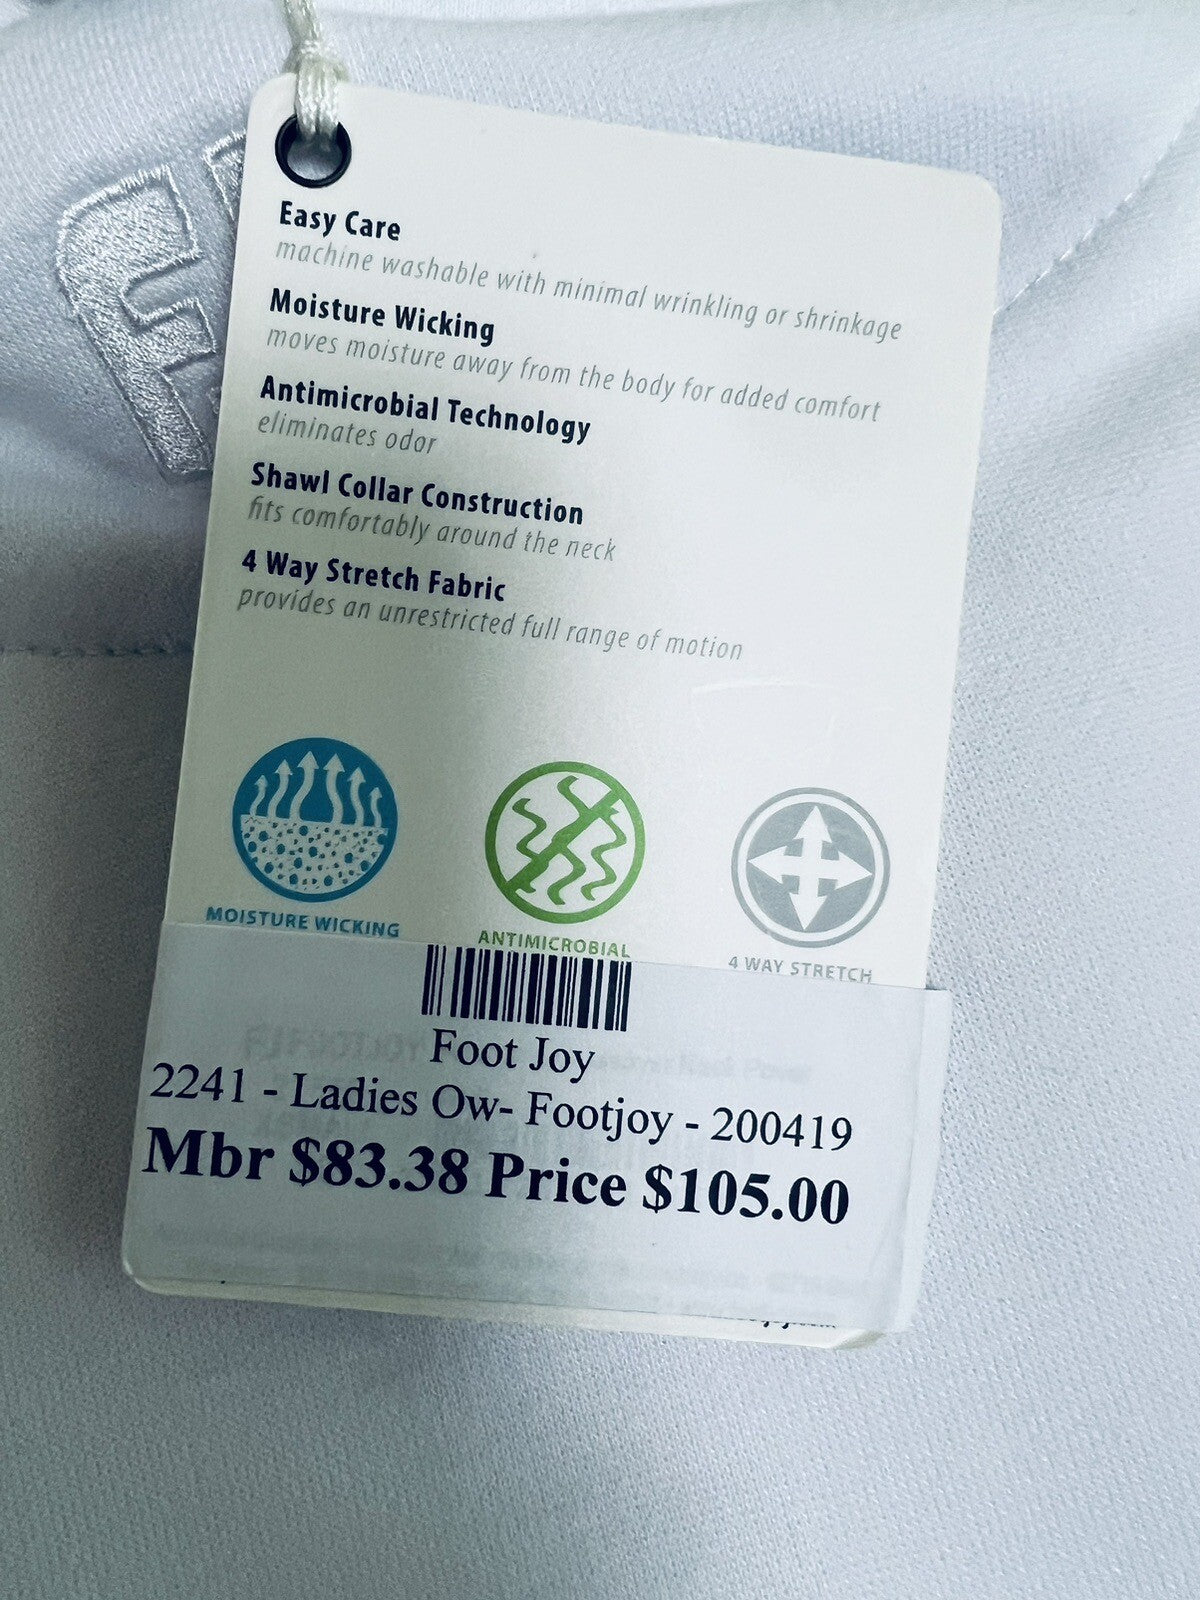 Easy Care
machine washable with minimal wrinkling or shrinkage
Moisture Wicking
moves moisture away from the body for added comfort
Antimicrobial Technology
eliminates odor
Shawl Collar Construction
fits comfortably around the neck
4 Way Stretch Fabric
provides an unrestricted full range of motion
MOISTURE WICKING
ANTIMICROBIAL
4 WAY STRETCH
Foot Joy
2241 - Ladies Ow- Footjoy - 200419
Mbr $83.38 Price $105.00